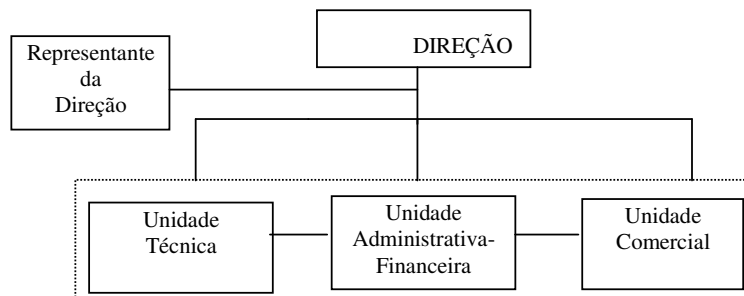 DIREÇÃO
Representante
da
Direção
Unidade
Técnica
Unidade
Administrativa-
Financeira
Unidade
Comercial